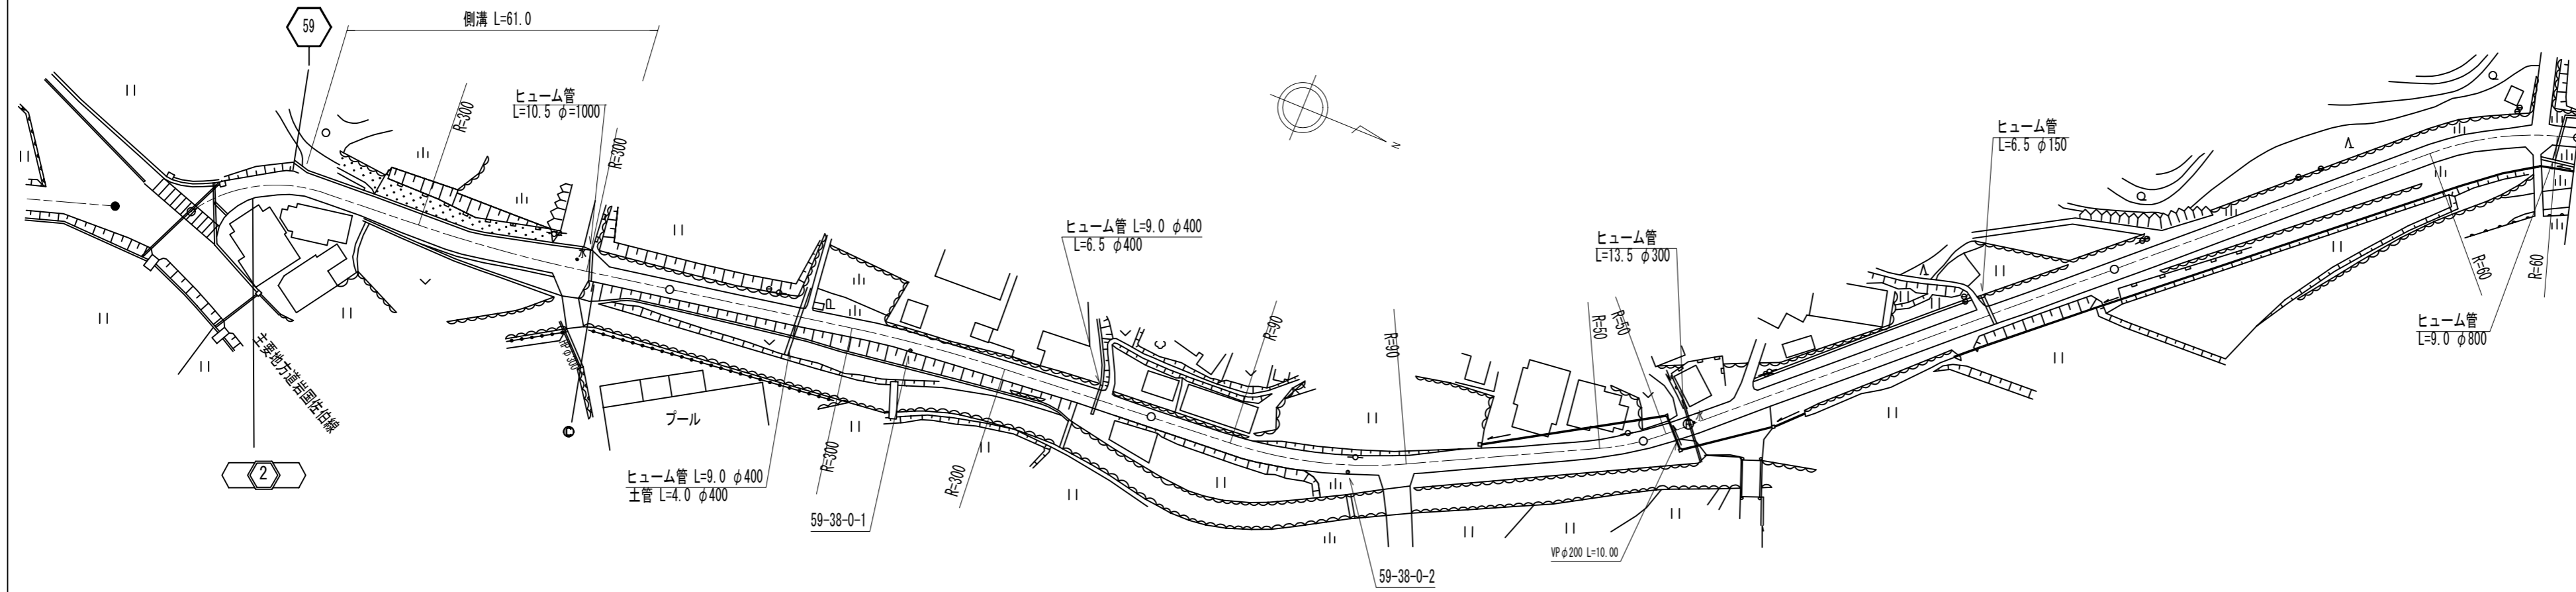 59
側溝 L=61.0
R=300
ヒューム管
L=10.5 φ=1000
R=300
N
ヒューム管 L=9.0 φ400
L=6.5 φ400
ヒューム管
L=13.5 φ300
ヒューム管
L=6.5 φ150
R=90
R=90
R=50
R=50
R=60
R=60
ヒューム管
L=9.0 φ800
P
C
主要地方道岩国佐伯線
2
VPφ300
プール
ヒューム管 L=9.0 φ400
土管 L=4.0 φ400
R=300
R=300
59-38-0-1
59-38-0-2
VPφ200 L=10.00